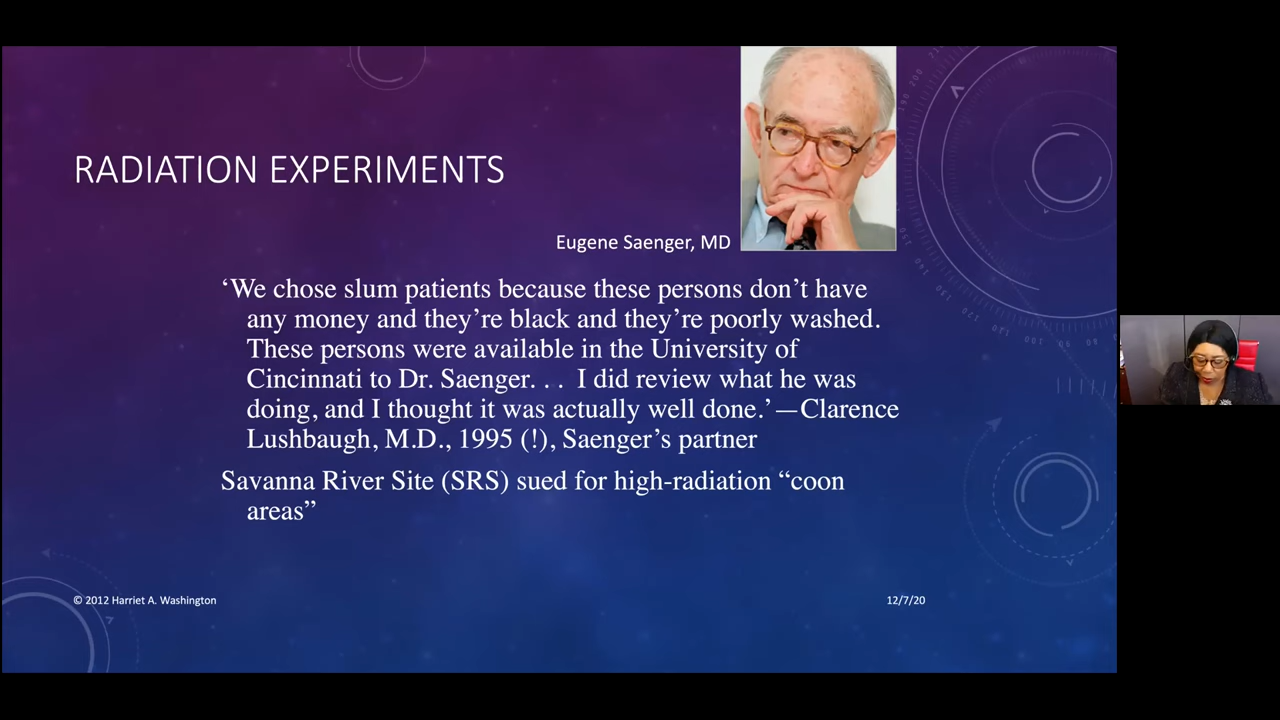 RADIATION EXPERIMENTS
Eugene Saenger, MD
‘We chose slum patients because these persons don’t have
any money and they’re black and they’re poorly washed.
These persons were available in the University of
Cincinnati to Dr. Saenger. . .  I did review what he was
doing, and I thought it was actually well done.’—Clarence
Lushbaugh, M.D., 1995 (!), Saenger’s partner
Savanna River Site (SRS) sued for high-radiation “coon
areas”
© 2012 Harriet A. Washington
12/7/20